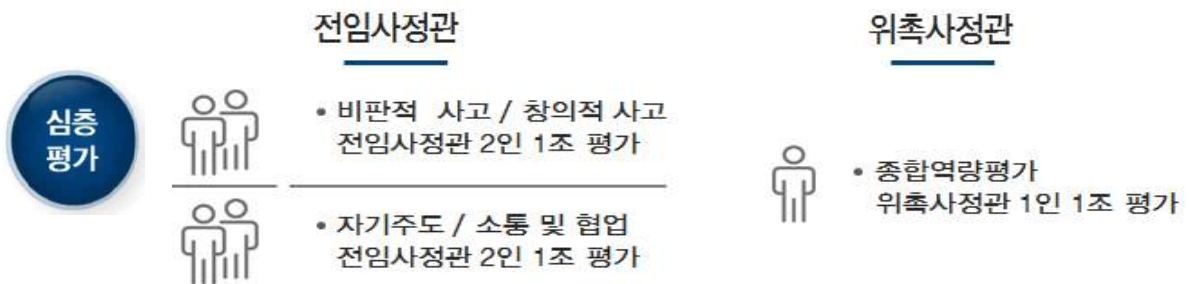 심층
평가
전임사정관
• 비판적 사고 / 창의적 사고
전임사정관 2인 1조 평가
• 자기주도 / 소통 및 협업
전임사정관 2인 1조 평가
위촉사정관
• 종합역량평가
위촉사정관 1인 1조 평가